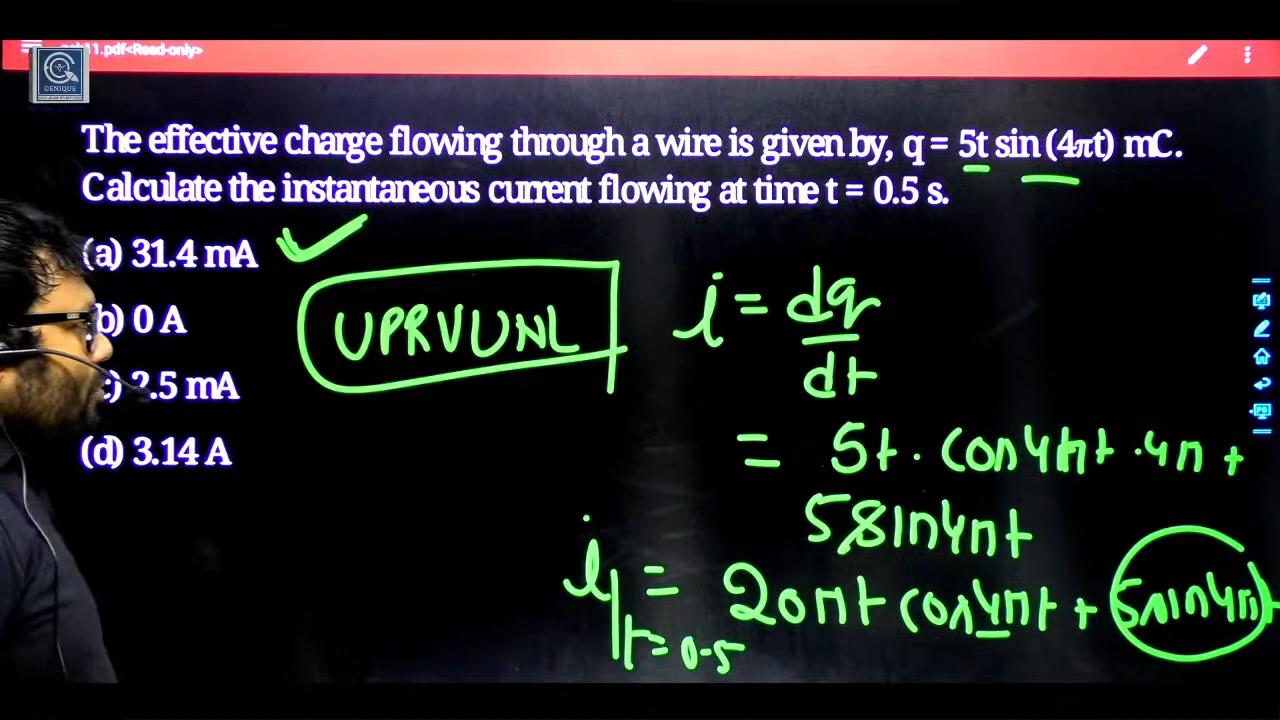 .pdf<Read-only>
GENIQUE
The effective charge flowing through a wire is given by, q = 5t sin (4πt) mC.
Calculate the instantaneous current flowing at time t = 0.5 s.
(a) 31.4 mA
b) 0 A
2.5 mA
(d) 3.14 A
UPRVUNL
i = dq
dt
= 5t · cos4πt · 4π +
5sin4πt
i = 20πt cos4πt + 5sin4πt
t = 0.5